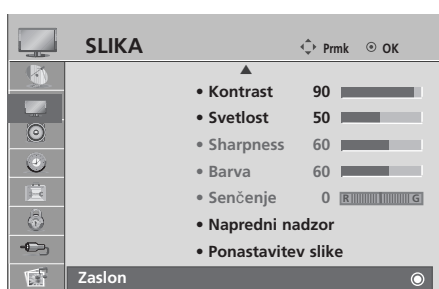 SLIKA Prmk OK
• Kontrast 90
• Svetlost 50
• Sharpness 60
• Barva 60
• Senčenje 0 R G
• Napredni nadzor
• Ponastavitev slike
Zaslon